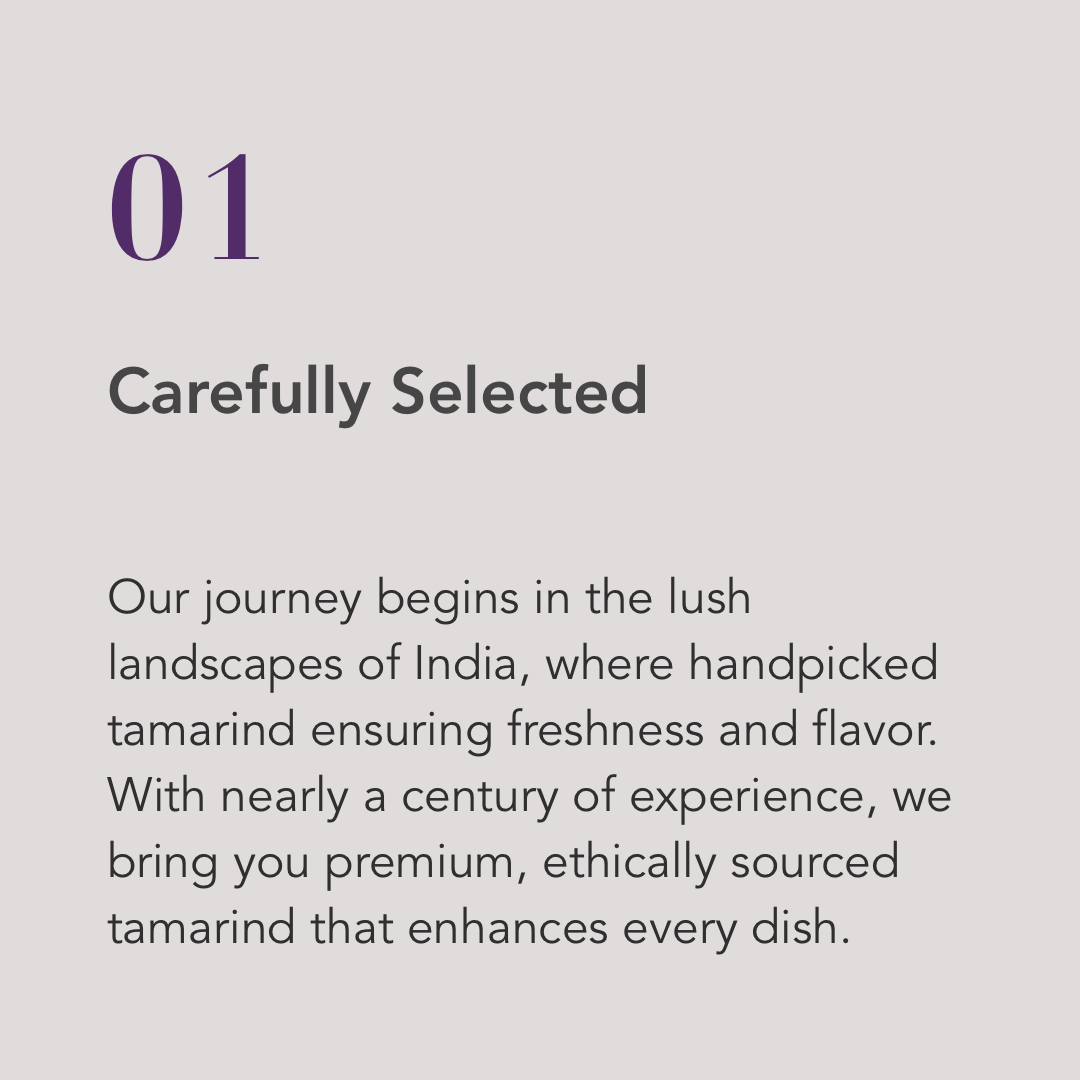 01
Carefully Selected
Our journey begins in the lush
landscapes of India, where handpicked
tamarind ensuring freshness and flavor.
With nearly a century of experience, we
bring you premium, ethically sourced
tamarind that enhances every dish.